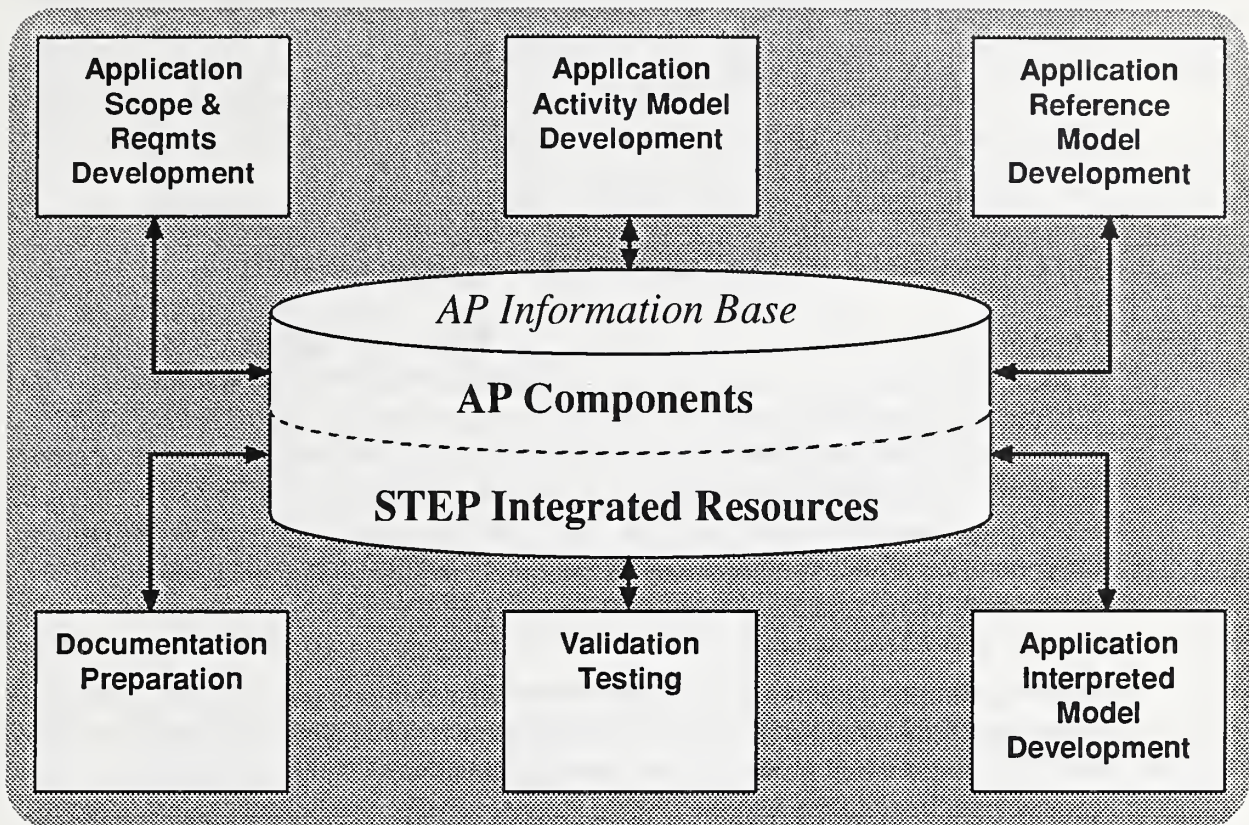 Application
Scope &
Reqmts
Development
Application
Activity Model
Development
Application
Reference
Model
Development
AP Information Base
AP Components
STEP Integrated Resources
Documentation
Preparation
Validation
Testing
Application
Interpreted
Model
Development